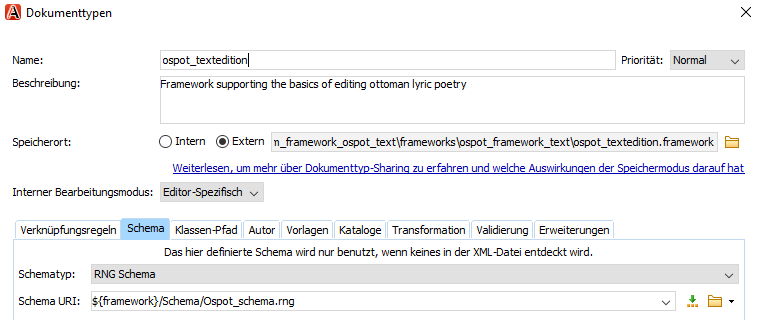 Dokumenttypen
Name: ospot_textedition Priorität: Normal
Beschreibung: Framework supporting the basics of editing ottoman lyric poetry
Speicherort: Intern Extern m_framework_ospot_text\frameworks\ospot_framework_text\ospot_textedition.framework
Weiterlesen, um mehr über Dokumenttyp-Sharing zu erfahren und welche Auswirkungen der Speichermodus darauf hat
Interner Bearbeitungsmodus: Editor-Spezifisch
Verknüpfungsregeln Schema Klassen-Pfad Autor Vorlagen Kataloge Transformation Validierung Erweiterungen
Das hier definierte Schema wird nur benutzt, wenn keines in der XML-Datei entdeckt wird.
Schematyp: RNG Schema
Schema URI: ${framework}/Schema/Ospot_schema.rng